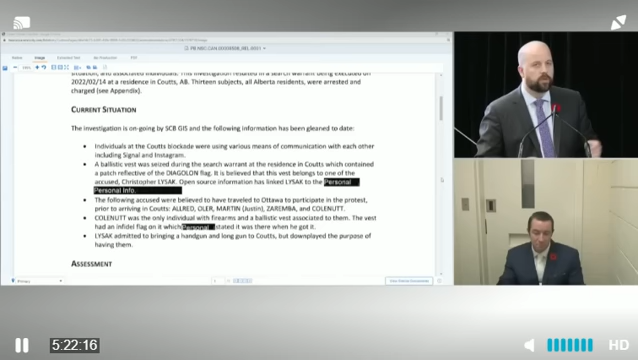 PB.NSC.CAN.00008508_REL.0001
Image
situation, and associated individuals. This investigation resulted in a search warrant being executed on
2022/02/14 at a residence in Coutts, AB. Thirteen subjects, all Alberta residents, were arrested and
charged (see Appendix).
CURRENT SITUATION
The investigation is on-going by SCB GIS and the following information has been gleaned to date:
• Individuals at the Coutts blockade were using various means of communication with each other
including Signal and Instagram.
• A ballistic vest was seized during the search warrant at the residence in Coutts which contained
a patch reflective of the DIAGOLON flag. It is believed that this vest belongs to one of the
accused, Christopher LYSAK. Open source information has linked LYSAK to the Personal
Personal Info.
• The following accused were believed to have traveled to Ottawa to participate in the protest,
prior to arriving in Coutts: ALLRED, OLER, MARTIN (Justin), ZAREMBA, and COLENUTT.
• COLENUTT was the only individual with firearms and a ballistic vest associated to them. The vest
had an infidel flag on it which Personal stated it was there when he got it.
• LYSAK admitted to bringing a handgun and long gun to Coutts, but downplayed the purpose of
having them.
ASSESSMENT
5:22:16
HD